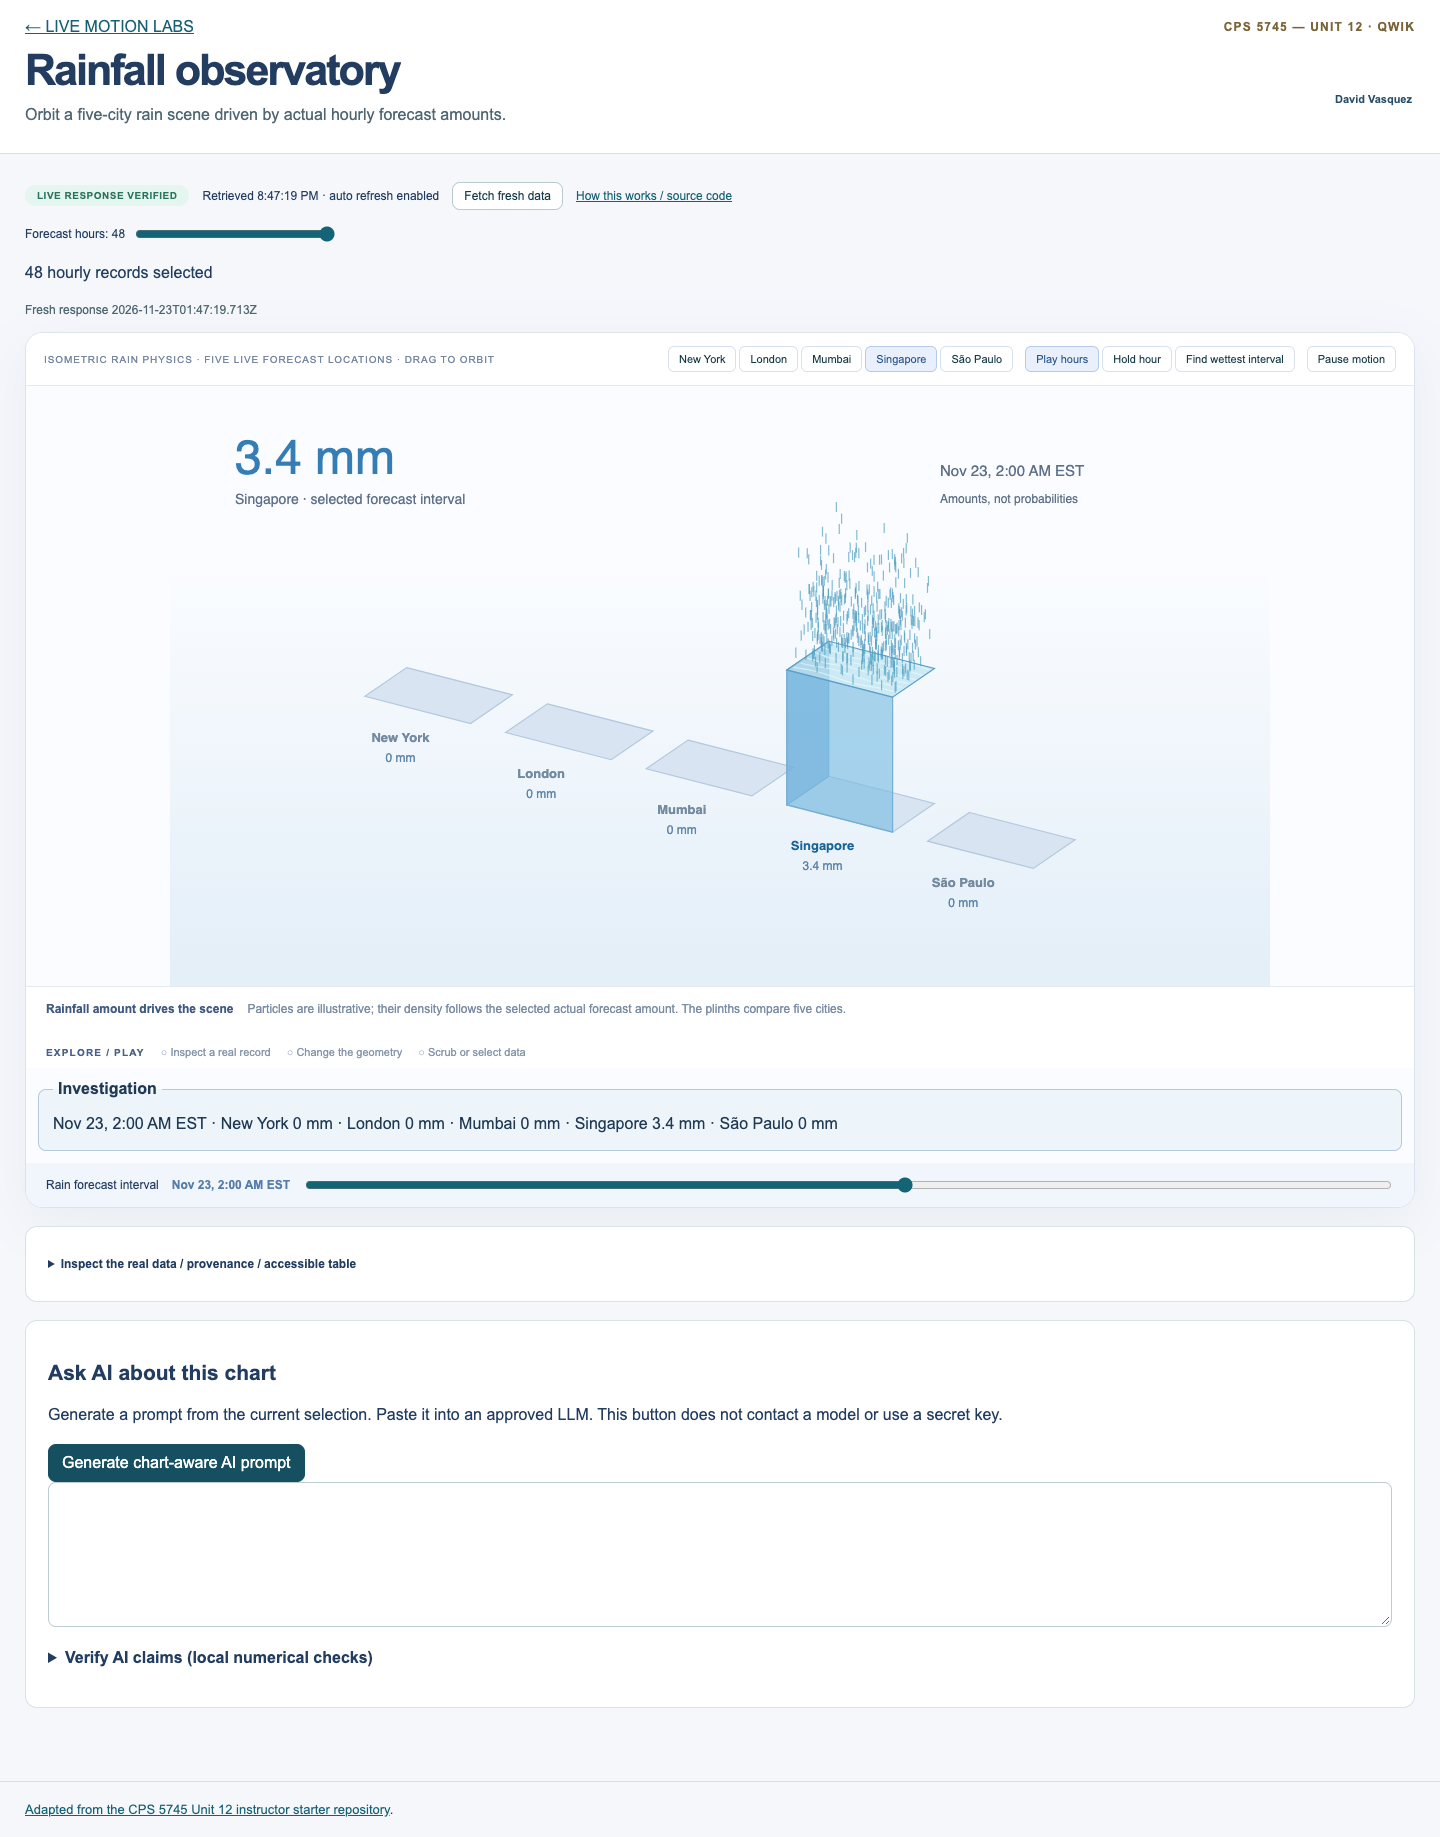 ← LIVE MOTION LABS
CPS 5745 — UNIT 12 · QWIK
Rainfall observatory
David Vasquez
Orbit a five-city rain scene driven by actual hourly forecast amounts.
LIVE RESPONSE VERIFIED
Retrieved 8:47:19 PM · auto refresh enabled
Fetch fresh data
How this works / source code
Forecast hours: 48
48 hourly records selected
Fresh response 2026-11-23T01:47:19.713Z
ISOMETRIC RAIN PHYSICS · FIVE LIVE FORECAST LOCATIONS · DRAG TO ORBIT
New York
London
Mumbai
Singapore
São Paulo
Play hours
Hold hour
Find wettest interval
Pause motion
3.4 mm
Singapore · selected forecast interval
Nov 23, 2:00 AM EST
Amounts, not probabilities
New York
0 mm
London
0 mm
Mumbai
0 mm
Singapore
3.4 mm
São Paulo
0 mm
Rainfall amount drives the scene
Particles are illustrative; their density follows the selected actual forecast amount. The plinths compare five cities.
EXPLORE / PLAY
○ Inspect a real record
○ Change the geometry
○ Scrub or select data
Investigation
Nov 23, 2:00 AM EST · New York 0 mm · London 0 mm · Mumbai 0 mm · Singapore 3.4 mm · São Paulo 0 mm
Rain forecast interval
Nov 23, 2:00 AM EST
▶ Inspect the real data / provenance / accessible table
Ask AI about this chart
Generate a prompt from the current selection. Paste it into an approved LLM. This button does not contact a model or use a secret key.
Generate chart-aware AI prompt
▶ Verify AI claims (local numerical checks)
Adapted from the CPS 5745 Unit 12 instructor starter repository.